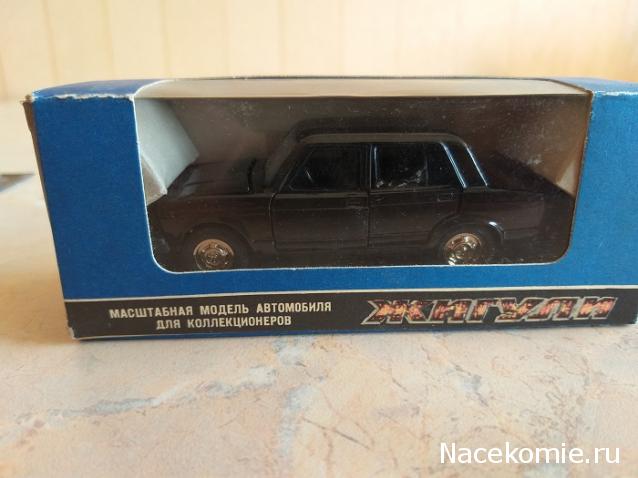 МАСШТАБНАЯ МОДЕЛЬ АВТОМОБИЛЯ
ДЛЯ КОЛЛЕКЦИОНЕРОВ
ЖИГУЛИ
Nacekomie.ru